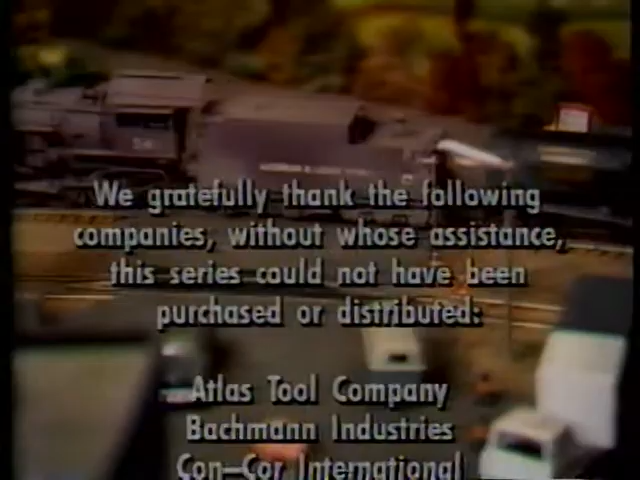 We gratefully thank the following
companies, without whose assistance,
this series could not have been
purchased or distributed:
Atlas Tool Company
Bachmann Industries
Con-Cor International